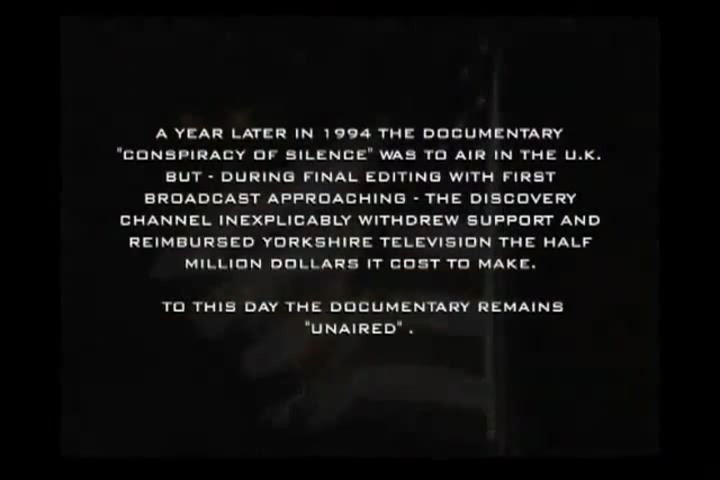 A YEAR LATER IN 1994 THE DOCUMENTARY
"CONSPIRACY OF SILENCE" WAS TO AIR IN THE U.K.
BUT - DURING FINAL EDITING WITH FIRST
BROADCAST APPROACHING - THE DISCOVERY
CHANNEL INEXPLICABLY WITHDREW SUPPORT AND
REIMBURSED YORKSHIRE TELEVISION THE HALF
MILLION DOLLARS IT COST TO MAKE.
TO THIS DAY THE DOCUMENTARY REMAINS
"UNAIRED" .